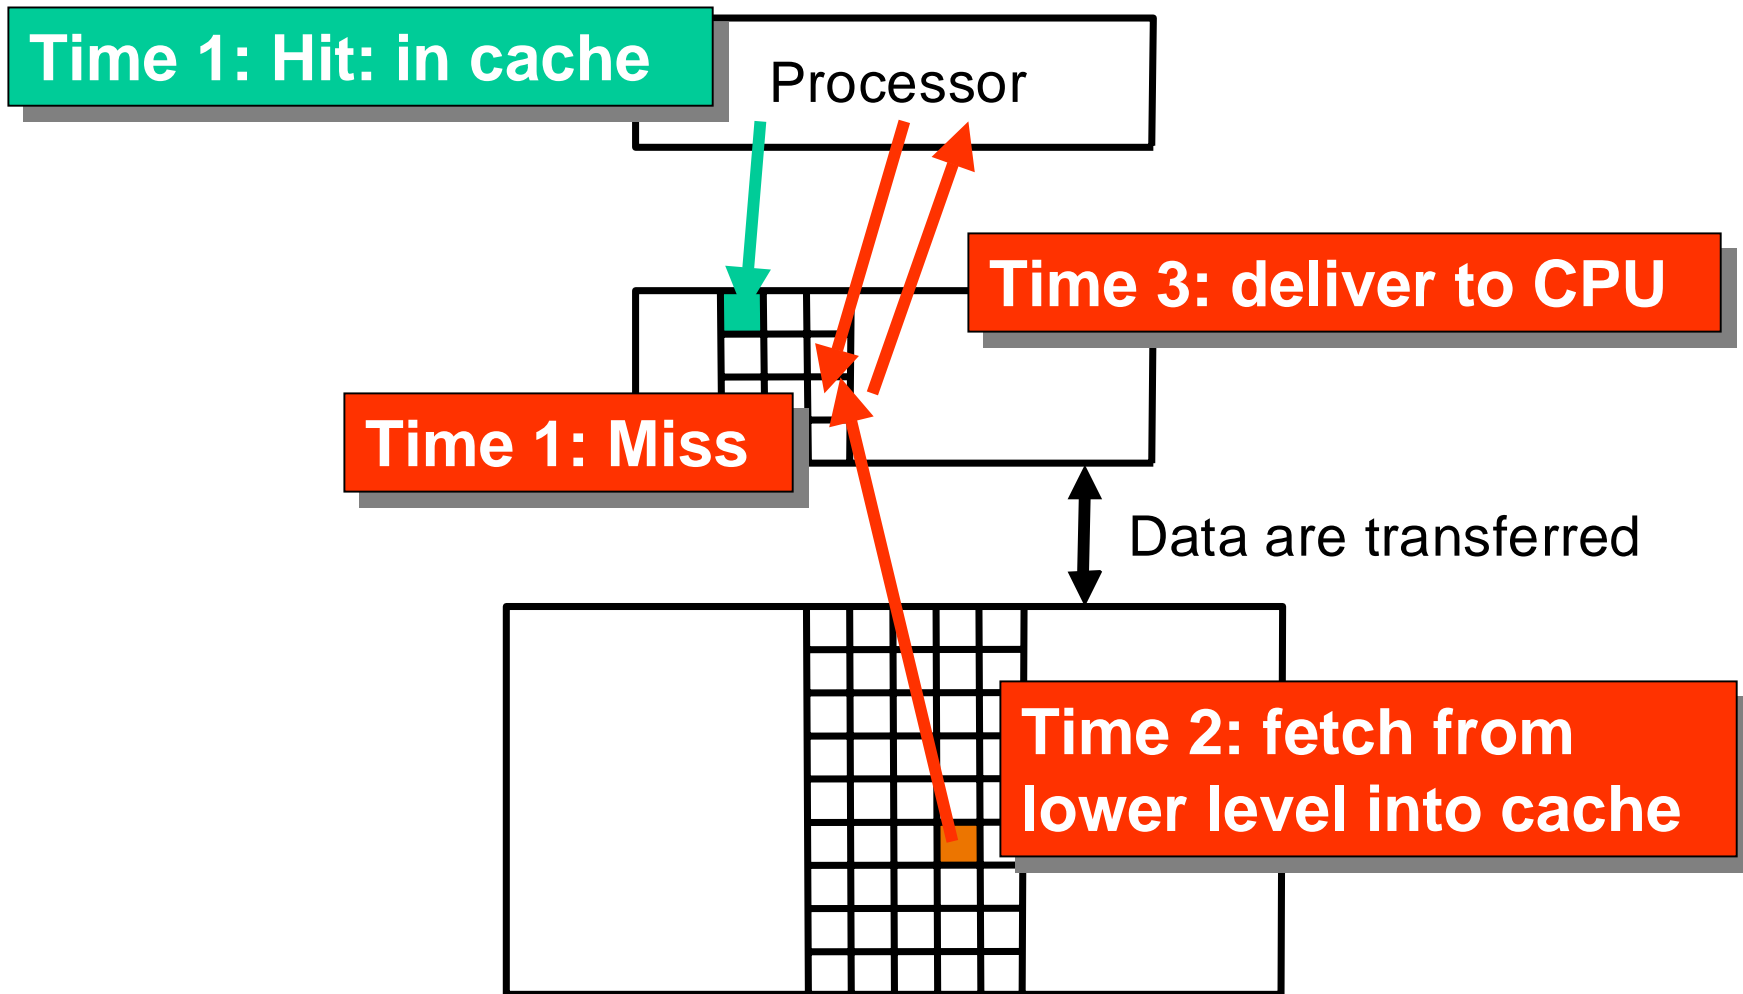 Time 1: Hit: in cache
Processor
Time 3: deliver to CPU
Time 1: Miss
Data are transferred
Time 2: fetch from
lower level into cache